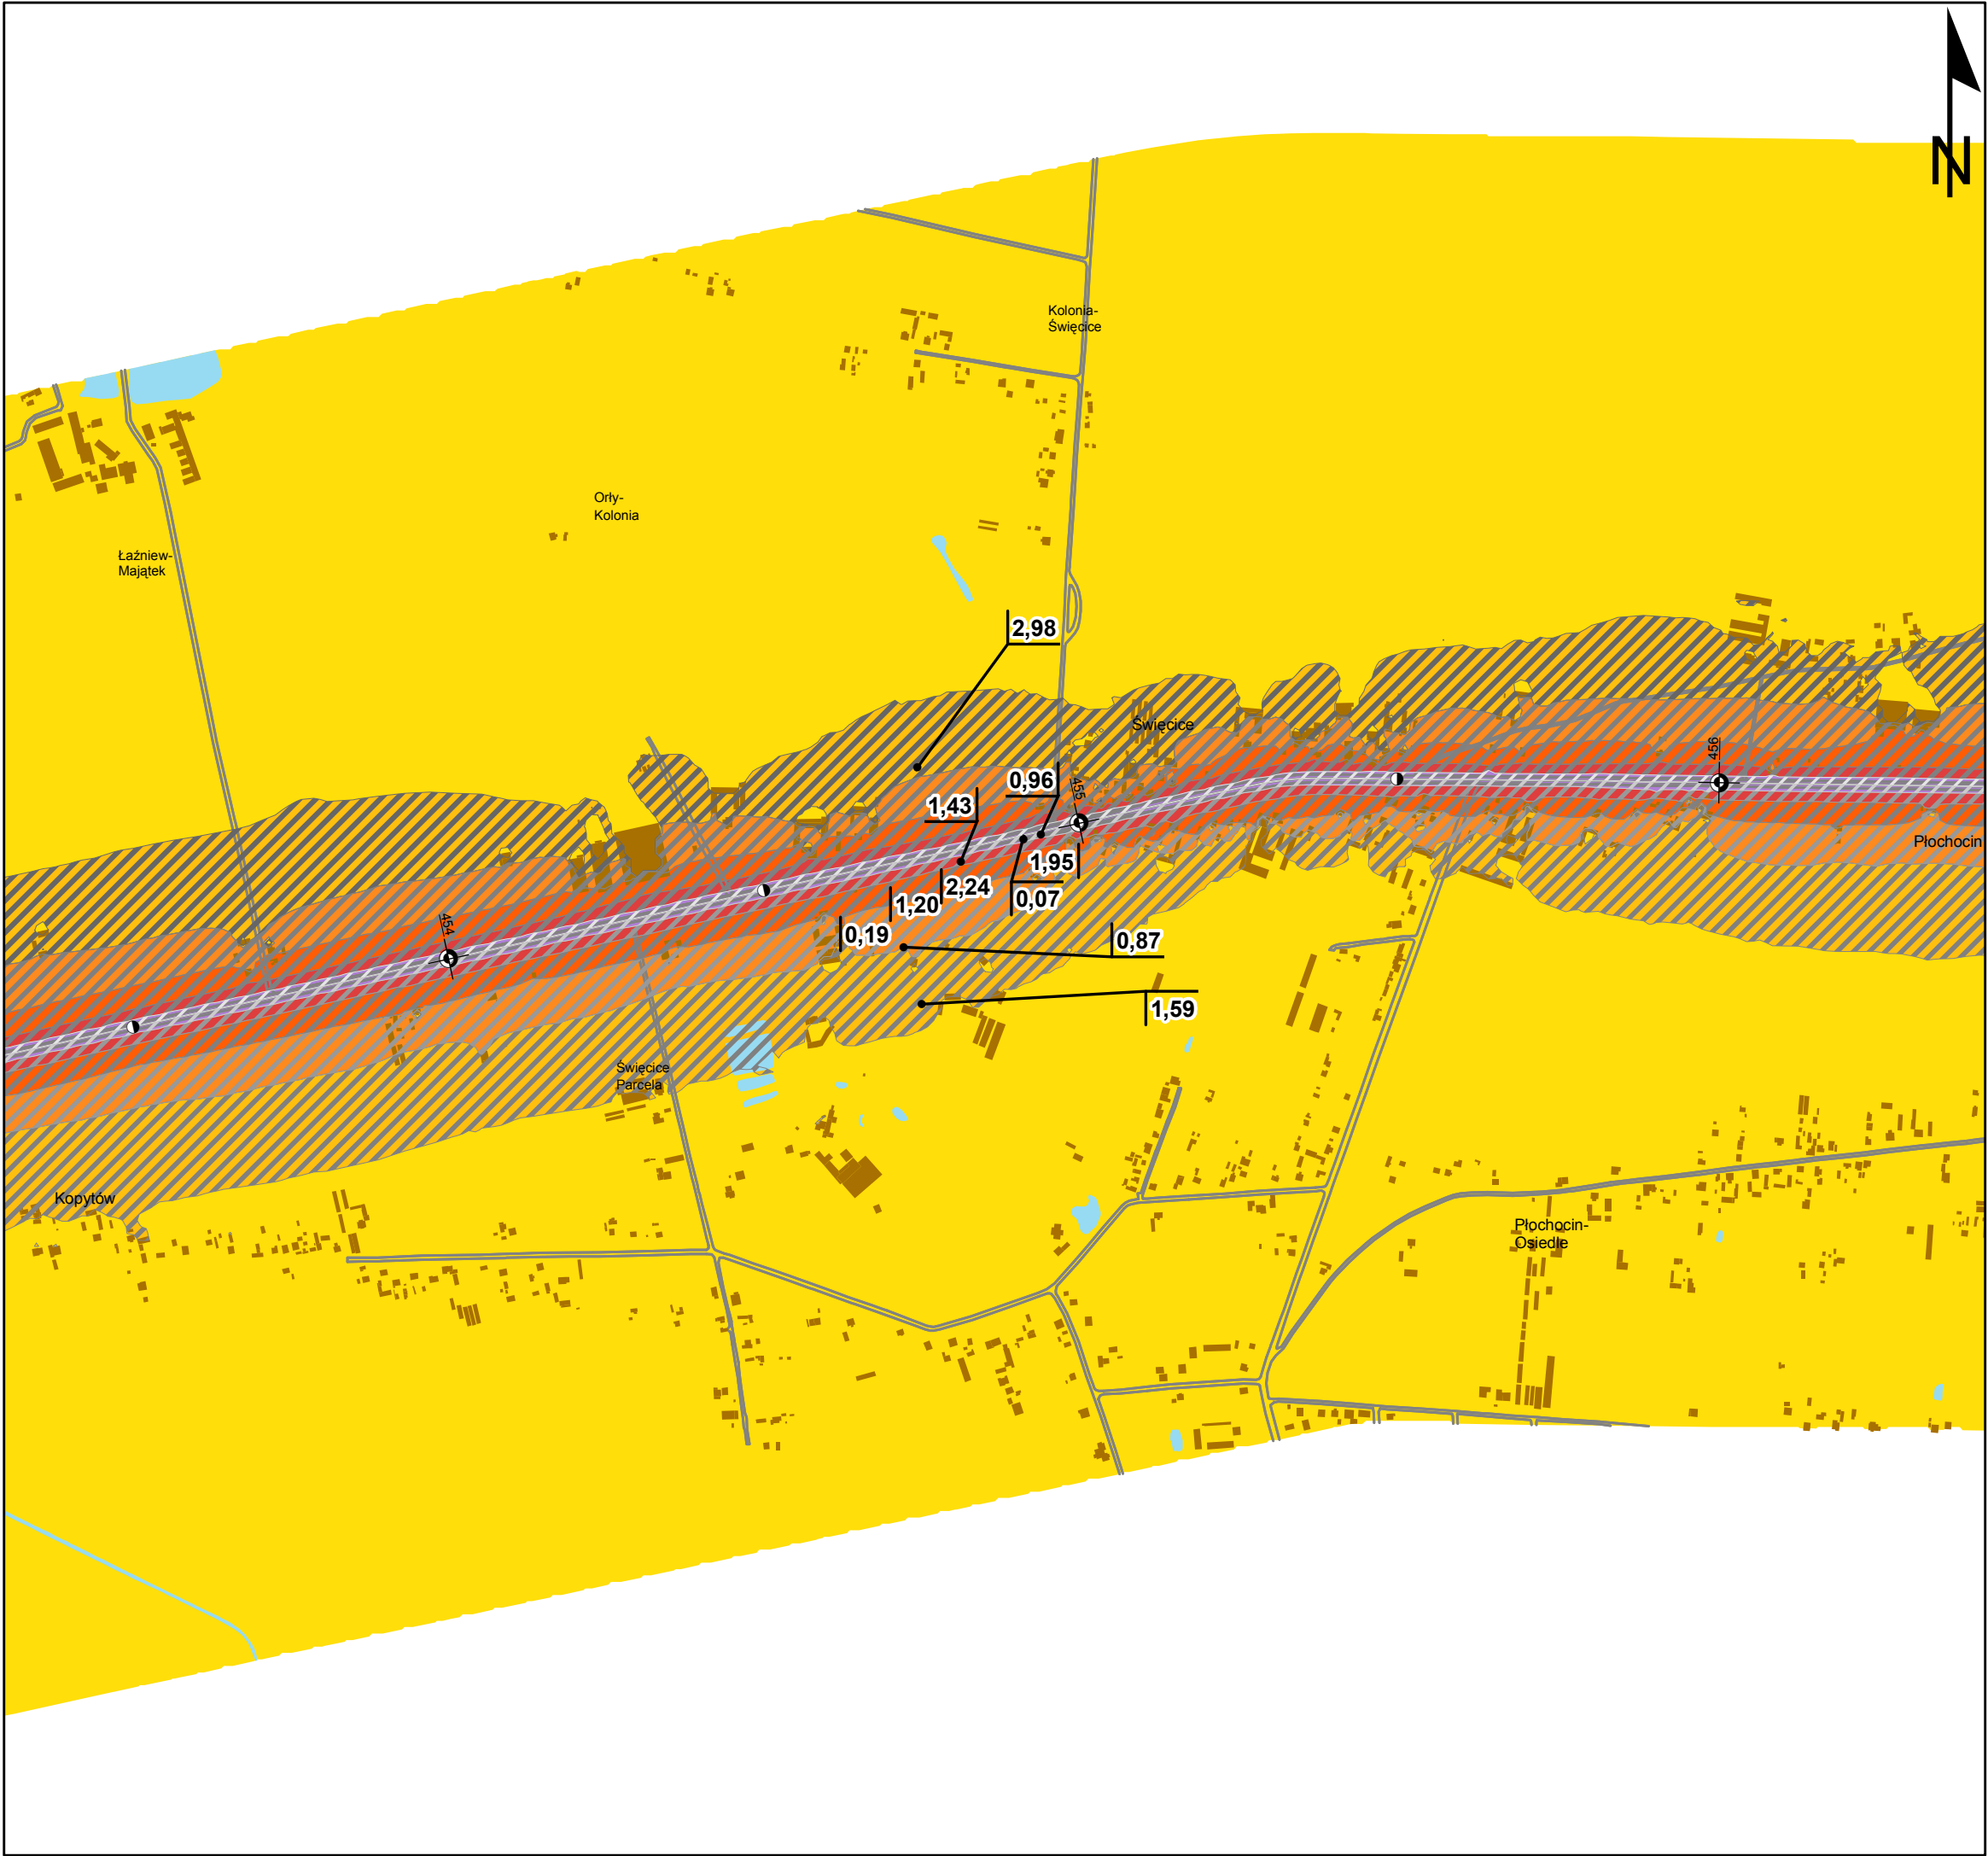 N
Kolonia-
Święcice
Orły-
Kolonia
Łaźniew-
Majątek
2,98
Święcice
456
0,96
455
1,43
Płochocin
1,95
2,24
0,07
1,20
0,19
0,87
454
1,59
Święcice
Parcela
Kopytów
Płochocin-
Osiedle